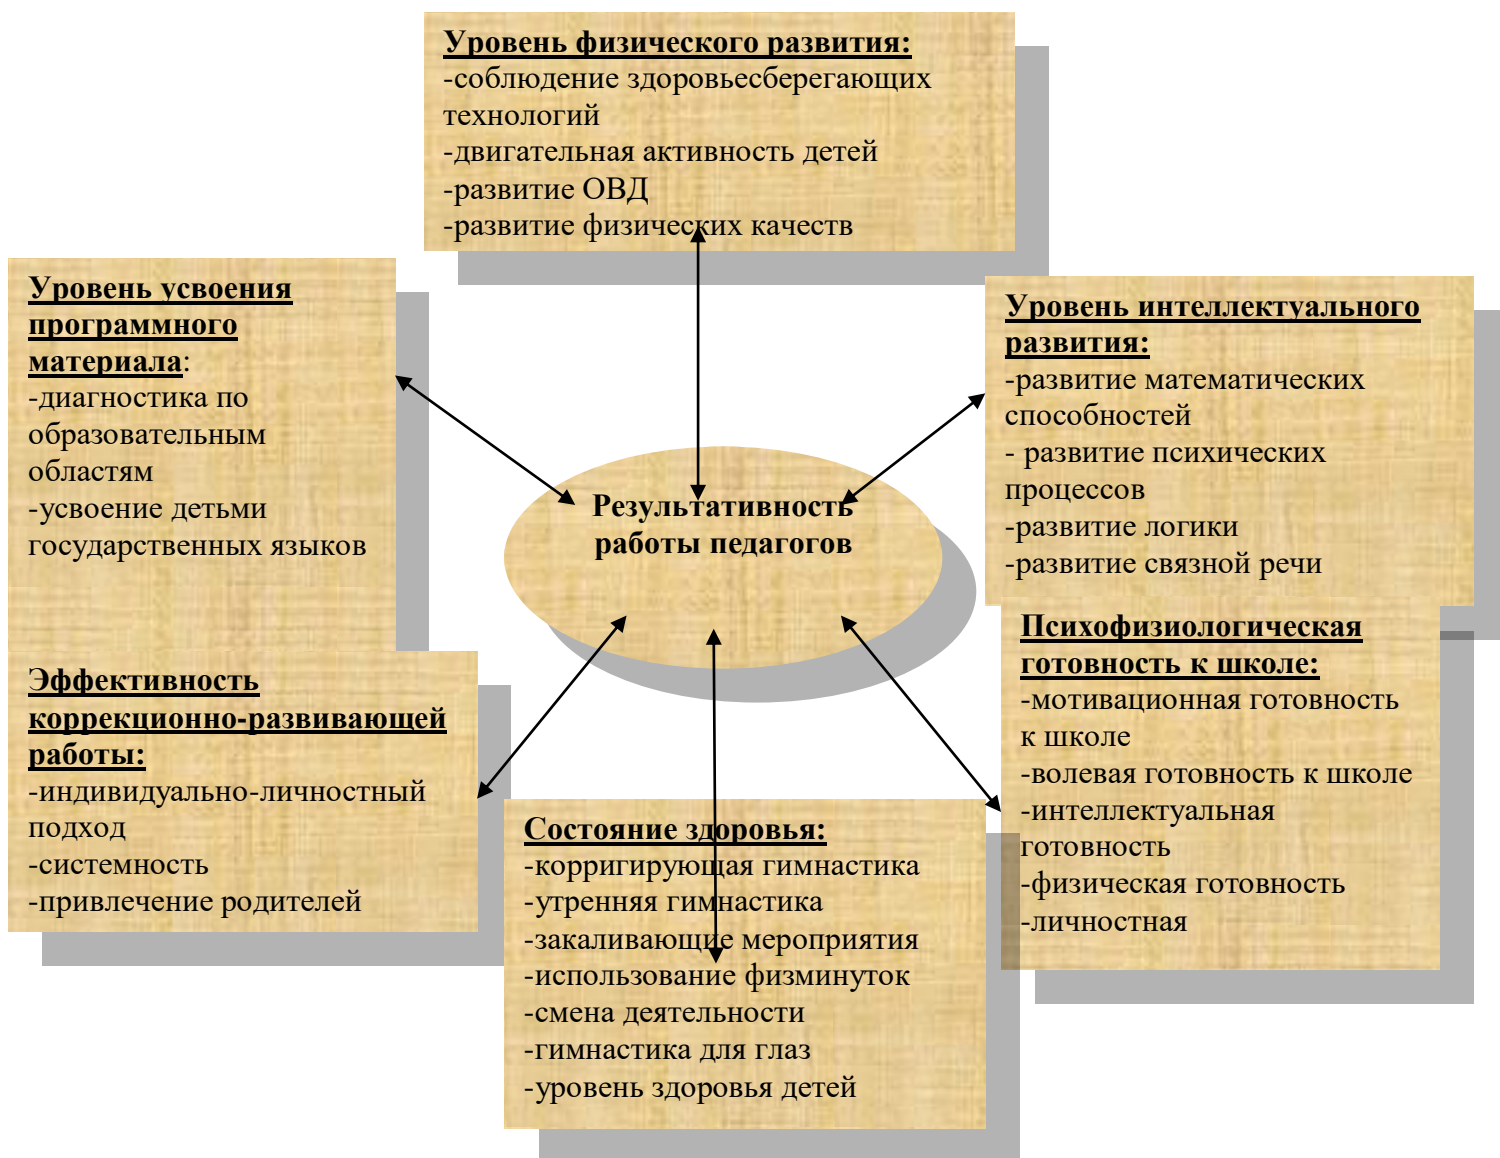 Уровень физического развития:
-соблюдение здоровьесберегающих
технологий
-двигательная активность детей
-развитие ОВД
-развитие физических качеств
Уровень усвоения
программного
материала:
-диагностика по
образовательным
областям
-усвоение детьми
государственных языков
Уровень интеллектуального
развития:
-развитие математических
способностей
- развитие психических
процессов
-развитие логики
-развитие связной речи
Результативность
работы педагогов
Эффективность
коррекционно-развивающей
работы:
-индивидуально-личностный
подход
-системность
-привлечение родителей
Состояние здоровья:
-корригирующая гимнастика
-утренняя гимнастика
-закаливающие мероприятия
-использование физминуток
-смена деятельности
-гимнастика для глаз
-уровень здоровья детей
Психофизиологическая
готовность к школе:
-мотивационная готовность
к школе
-волевая готовность к школе
-интеллектуальная
готовность
-физическая готовность
-личностная